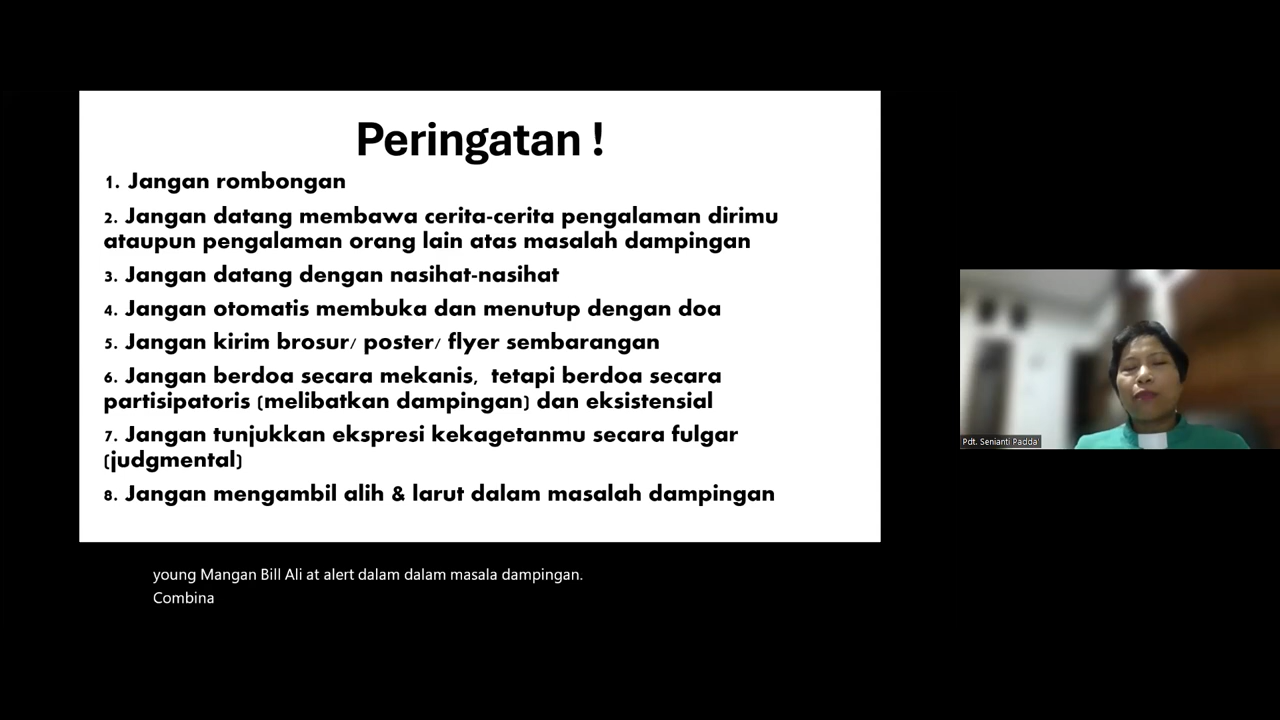 Peringatan !
1. Jangan rombongan
2. Jangan datang membawa cerita-cerita pengalaman dirimu
ataupun pengalaman orang lain atas masalah dampingan
3. Jangan datang dengan nasihat-nasihat
4. Jangan otomatis membuka dan menutup dengan doa
5. Jangan kirim brosur/ poster/ flyer sembarangan
6. Jangan berdoa secara mekanis, tetapi berdoa secara
partisipatoris (melibatkan dampingan) dan eksistensial
7. Jangan tunjukkan ekspresi kekagetanmu secara fulgar
(judgmental)
8. Jangan mengambil alih & larut dalam masalah dampingan
Pdt. Senianti Padda'
young Mangan Bill Ali at alert dalam dalam masala dampingan.
Combina